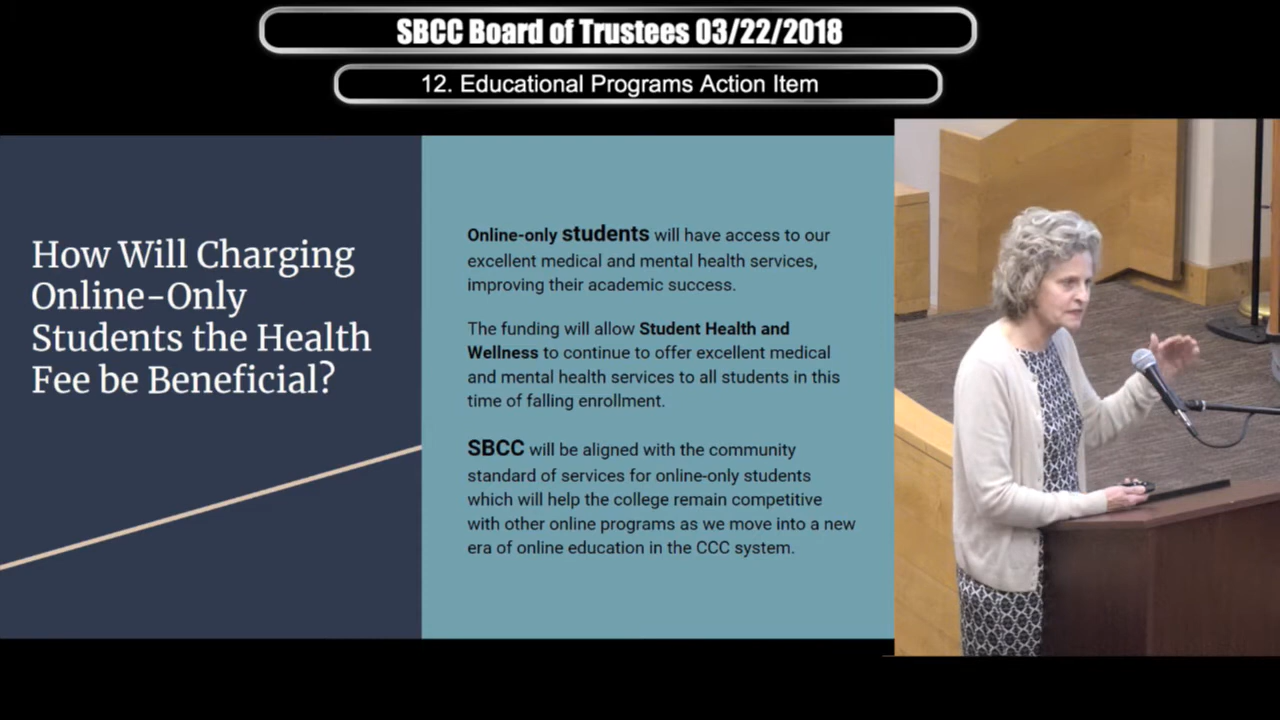 SBCC Board of Trustees 03/22/2018
12. Educational Programs Action Item
How Will Charging
Online-Only
Students the Health
Fee be Beneficial?
Online-only students will have access to our
excellent medical and mental health services,
improving their academic success.
The funding will allow Student Health and
Wellness to continue to offer excellent medical
and mental health services to all students in this
time of falling enrollment.
SBCC will be aligned with the community
standard of services for online-only students
which will help the college remain competitive
with other online programs as we move into a new
era of online education in the CCC system.